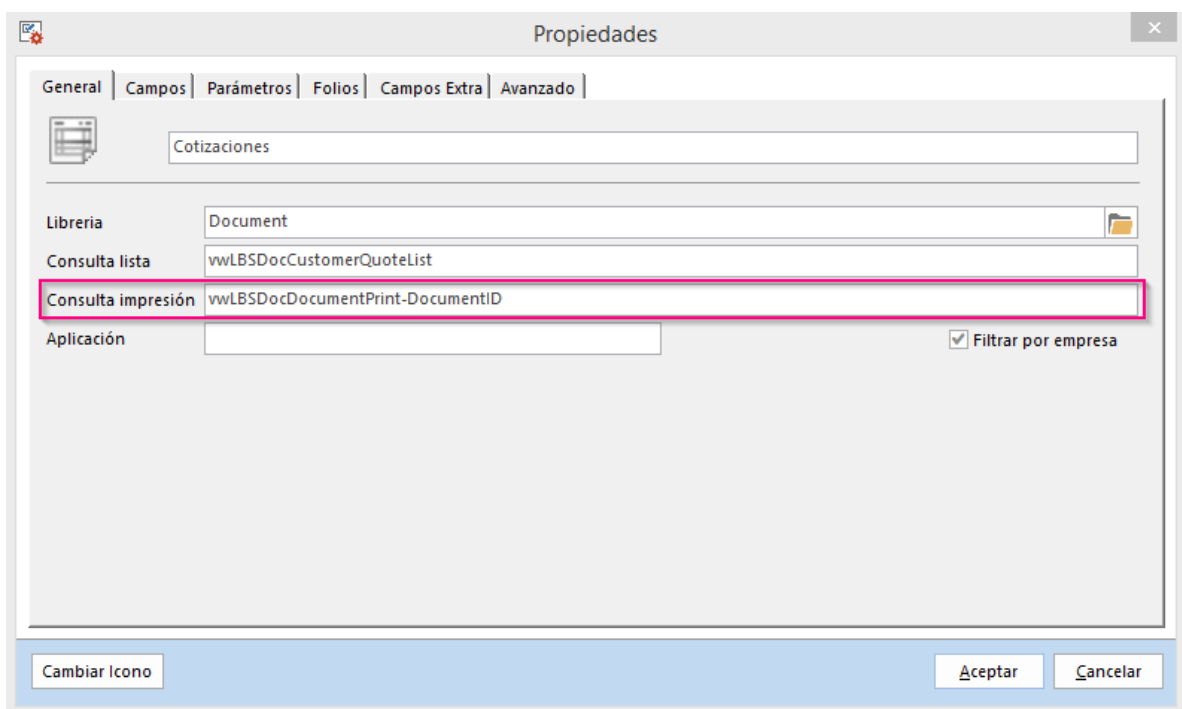 Propiedades
General Campos Parámetros Folios Campos Extra Avanzado
Cotizaciones
Libreria Document
Consulta lista vwLBSDocCustomerQuoteList
Consulta impresión vwLBSDocDocumentPrint-DocumentID
Aplicación Filtrar por empresa
Cambiar Icono Aceptar Cancelar